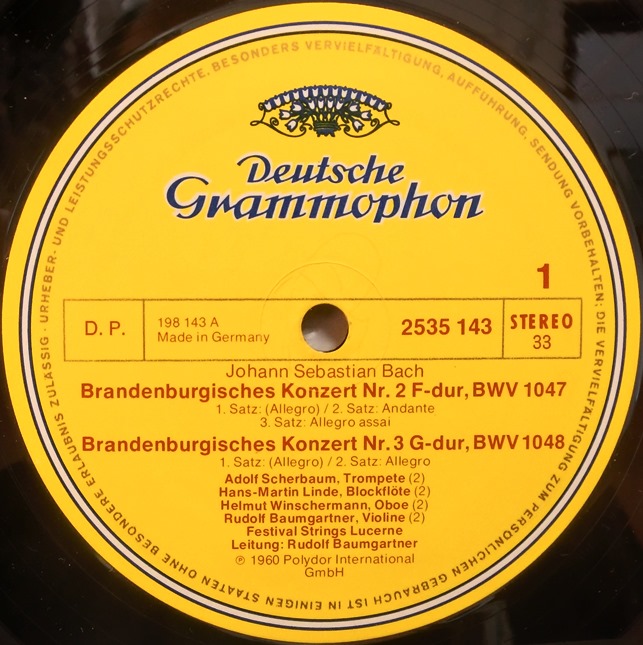 URHEBER- UND LEISTUNGSSCHUTZRECHTE. BESONDERS VERVIELFÄLTIGUNG, AUFFÜHRUNG, SENDUNG VORBEHALTEN; DIE VERVIELFÄLTIGUNG ZUM PERSÖNLICHEN GEBRAUCH IST IN EINIGEN STAATEN OHNE BESONDERE ERLAUBNIS ZULÄSSIG ·
Deutsche
Grammophon
1
D. P.
198 143 A
Made in Germany
2535 143
STEREO
33
Johann Sebastian Bach
Brandenburgisches Konzert Nr. 2 F-dur, BWV 1047
1. Satz: (Allegro) / 2. Satz: Andante
3. Satz: Allegro assai
Brandenburgisches Konzert Nr. 3 G-dur, BWV 1048
1. Satz: (Allegro) / 2. Satz: Allegro
Adolf Scherbaum, Trompete (2)
Hans-Martin Linde, Blockflöte (2)
Helmut Winschermann, Oboe (2)
Rudolf Baumgartner, Violine (2)
Festival Strings Lucerne
Leitung: Rudolf Baumgartner
℗ 1960 Polydor International
GmbH